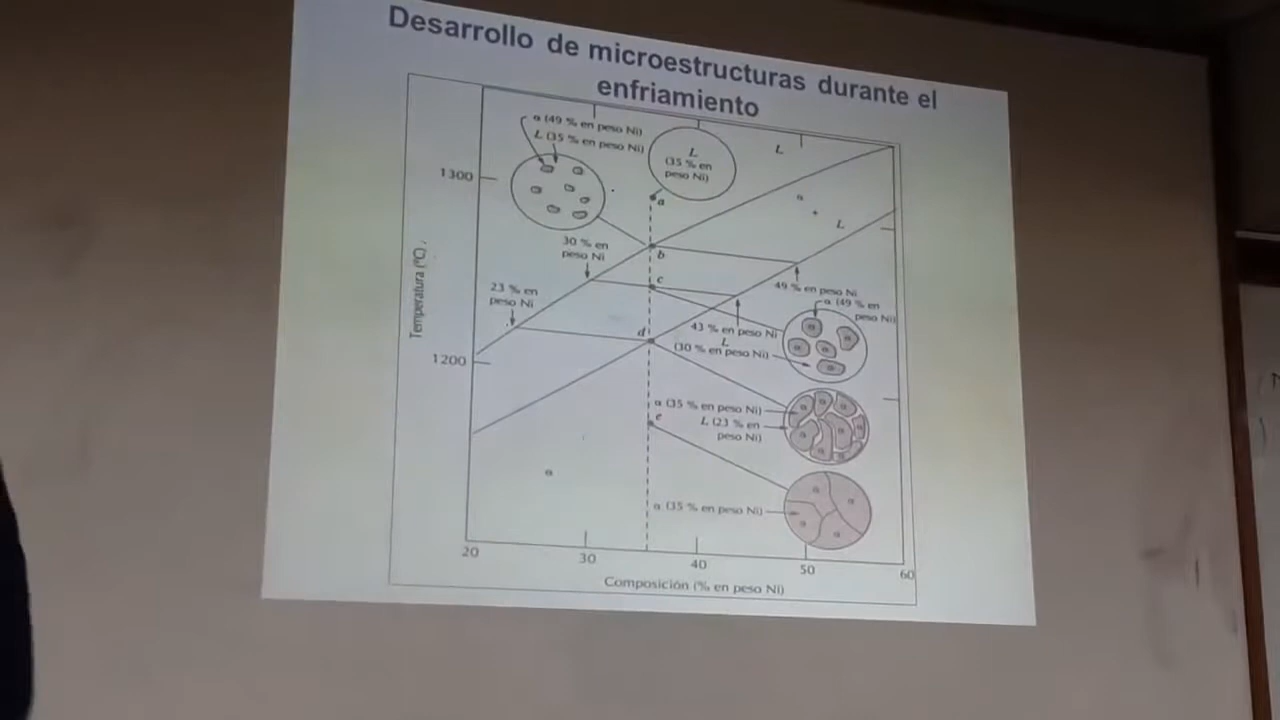 Desarrollo de microestructuras durante el
enfriamiento
α (49 % en peso Ni)
L (35 % en peso Ni)
L
(35 % en
peso Ni)
L
1300
a
α
+
L
30 % en
peso Ni
b
23 % en
peso Ni
c
49 % en peso Ni
α (49 % en
peso Ni)
43 % en peso Ni
L
(30 % en peso Ni)
d
α
α
α
α
α
Temperatura (°C)
1200
α (35 % en peso Ni)
L (23 % en
peso Ni)
e
α
α
α
α
α
α
α
α
α
α (35 % en peso Ni)
α
α
α
α
20
30
40
50
60
Composición (% en peso Ni)